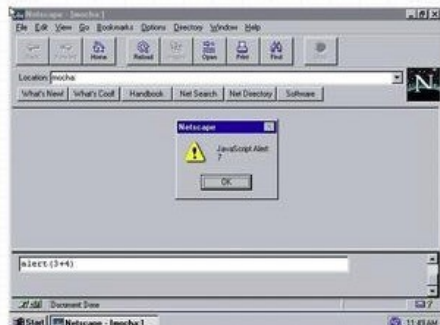 Netscape - [mocha:]
File Edit View Go Bookmarks Options Directory Window Help
Back Forward Home Reload Images Open Print Find Stop
Location: mocha:
N
What's New! What's Cool! Handbook Net Search Net Directory Software
Netscape
JavaScript Alert:
7
OK
alert(3+4)
Document: Done
Start Netscape - [mocha:] 11:49 AM